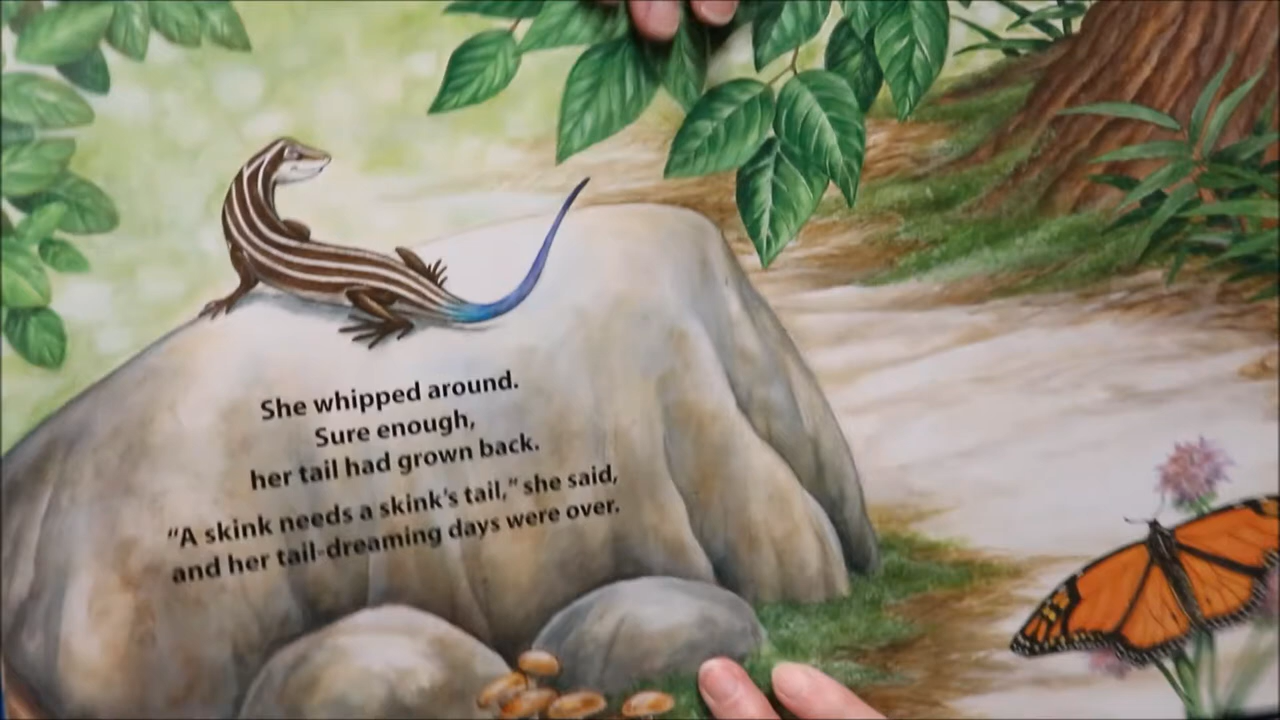 She whipped around.
Sure enough,
her tail had grown back.
“A skink needs a skink's tail,” she said,
and her tail-dreaming days were over.